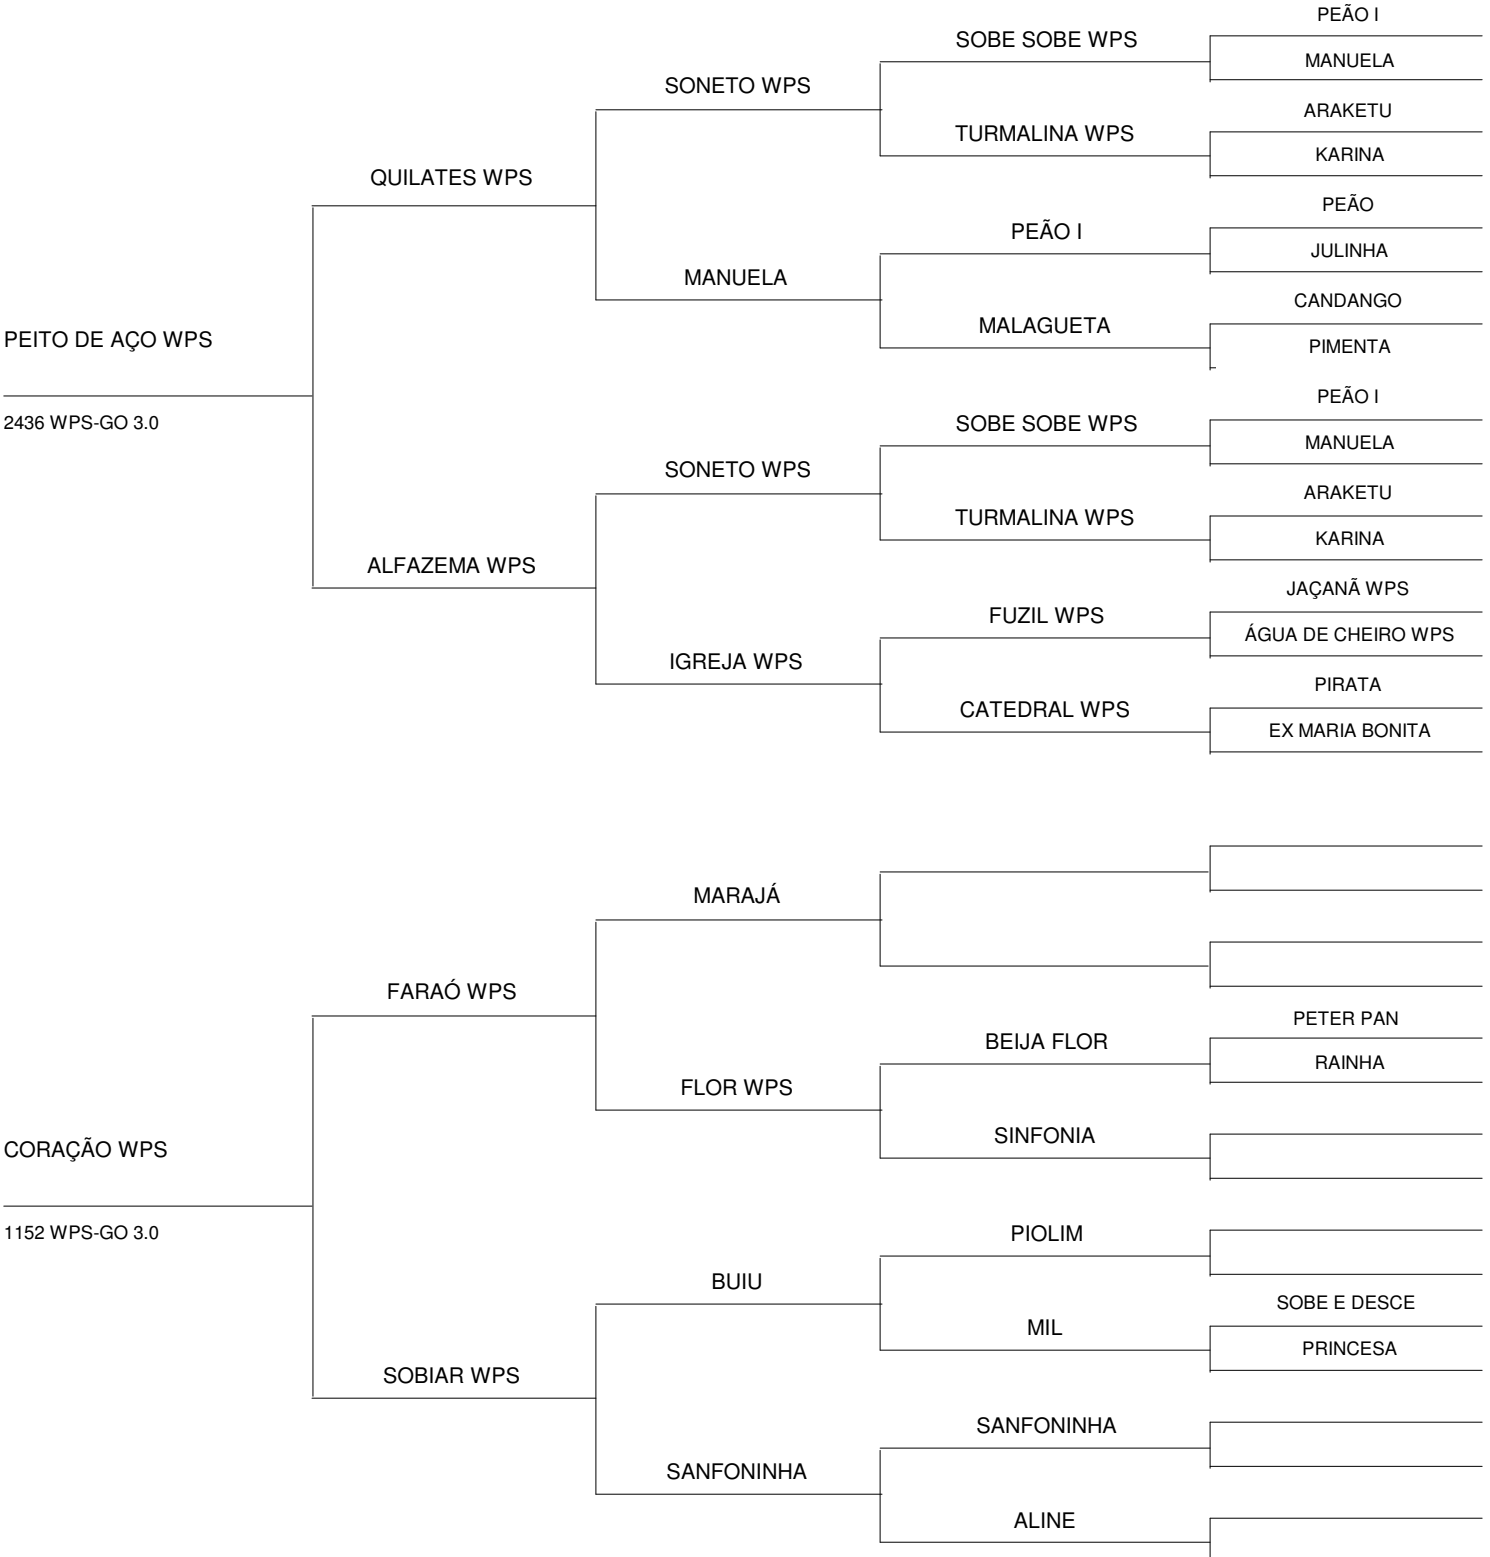 PEÃO I
SOBE SOBE WPS
MANUELA
SONETO WPS
ARAKETU
TURMALINA WPS
KARINA
QUILATES WPS
PEÃO
PEÃO I
JULINHA
MANUELA
CANDANGO
MALAGUETA
PIMENTA
PEITO DE AÇO WPS
2436 WPS-GO 3.0
PEÃO I
SOBE SOBE WPS
MANUELA
SONETO WPS
ARAKETU
TURMALINA WPS
KARINA
ALFAZEMA WPS
JAÇANÃ WPS
FUZIL WPS
ÁGUA DE CHEIRO WPS
IGREJA WPS
PIRATA
CATEDRAL WPS
EX MARIA BONITA
MARAJÁ
FARAÓ WPS
PETER PAN
BEIJA FLOR
RAINHA
FLOR WPS
SINFONIA
CORAÇÃO WPS
1152 WPS-GO 3.0
PIOLIM
BUIU
SOBE E DESCE
MIL
PRINCESA
SOBIAR WPS
SANFONINHA
SANFONINHA
ALINE